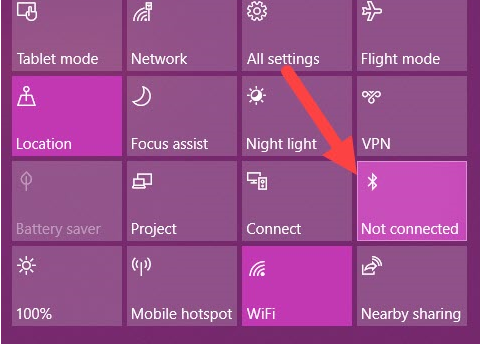 Tablet mode
Network
All settings
Flight mode
Location
Focus assist
Night light
VPN
Battery saver
Project
Connect
Not connected
100%
Mobile hotspot
WiFi
Nearby sharing